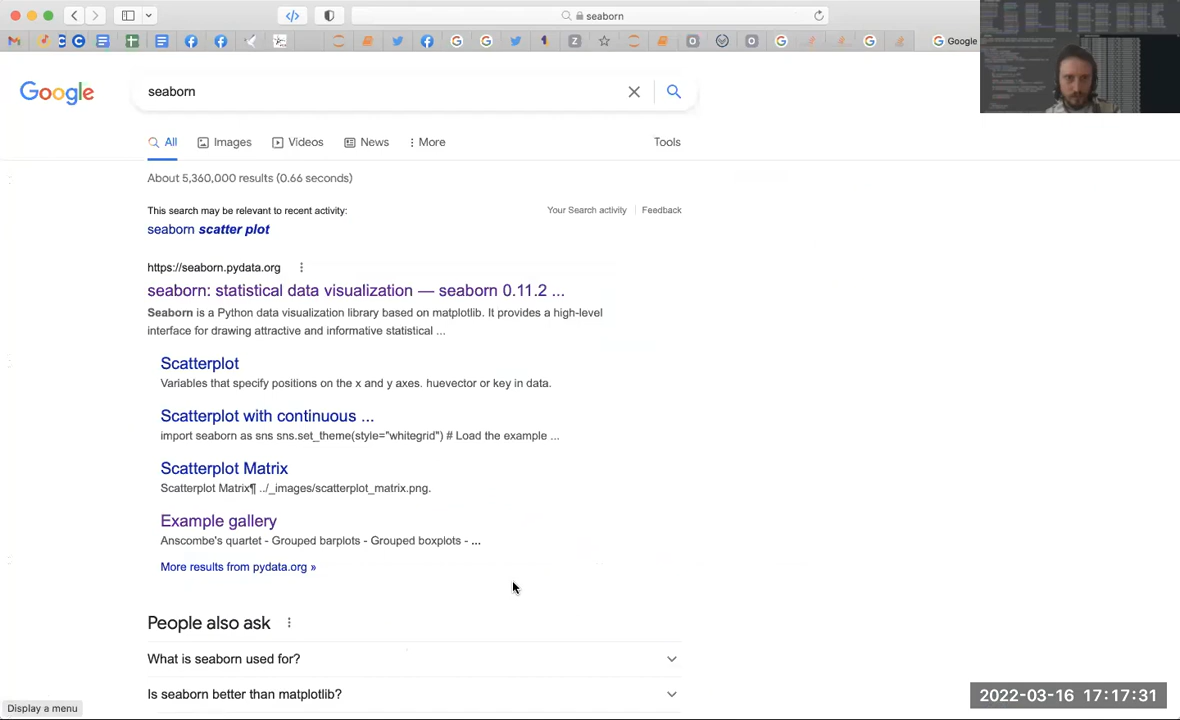 seaborn
Google
Google
seaborn
All
Images
Videos
News
More
Tools
About 5,360,000 results (0.66 seconds)
This search may be relevant to recent activity:
Your Search activity
Feedback
seaborn scatter plot
https://seaborn.pydata.org
seaborn: statistical data visualization — seaborn 0.11.2 ...
Seaborn is a Python data visualization library based on matplotlib. It provides a high-level
interface for drawing attractive and informative statistical ...
Scatterplot
Variables that specify positions on the x and y axes. huevector or key in data.
Scatterplot with continuous ...
import seaborn as sns sns.set_theme(style="whitegrid") # Load the example ...
Scatterplot Matrix
Scatterplot Matrix¶ ../_images/scatterplot_matrix.png.
Example gallery
Anscombe's quartet - Grouped barplots - Grouped boxplots - ...
More results from pydata.org »
People also ask
What is seaborn used for?
Is seaborn better than matplotlib?
Display a menu
2022-03-16 17:17:31